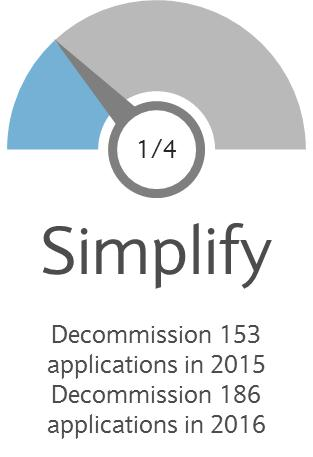 1/4
Simplify
Decommission 153
applications in 2015
Decommission 186
applications in 2016